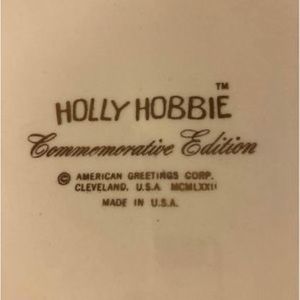 HOLLY HOBBIE™
Commemorative Edition
© AMERICAN GREETINGS CORP.
CLEVELAND, U.S.A. MCMLXXII
MADE IN U.S.A.